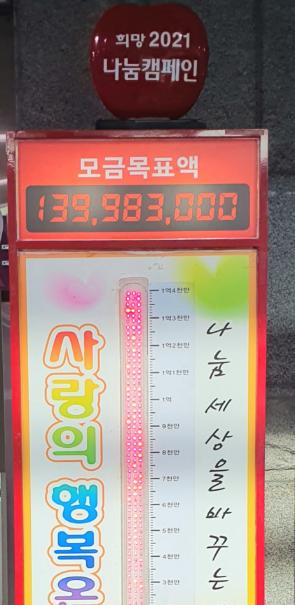 희망 2021
나눔캠페인
모금목표액
139,983,000
1억4천만
1억3천만
1억2천만
1억1천만
1억
9천만
8천만
7천만
6천만
5천만
4천만
3천만
사랑의 행복온
나눔 세상을 바꾸는